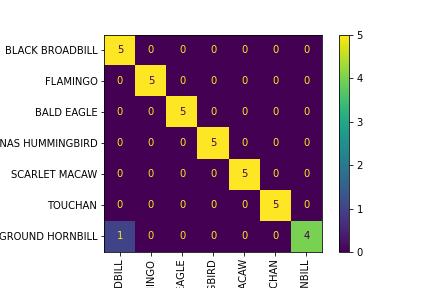 BLACK BROADBILL 5 0 0 0 0 0 0
FLAMINGO 0 5 0 0 0 0 0
BALD EAGLE 0 0 5 0 0 0 0
NAS HUMMINGBIRD 0 0 0 5 0 0 0
SCARLET MACAW 0 0 0 0 5 0 0
TOUCHAN 0 0 0 0 0 5 0
GROUND HORNBILL 1 0 0 0 0 0 4
DBILL
INGO
EAGLE
GBIRD
ACAW
CHAN
NBILL
5
4
3
2
1
0